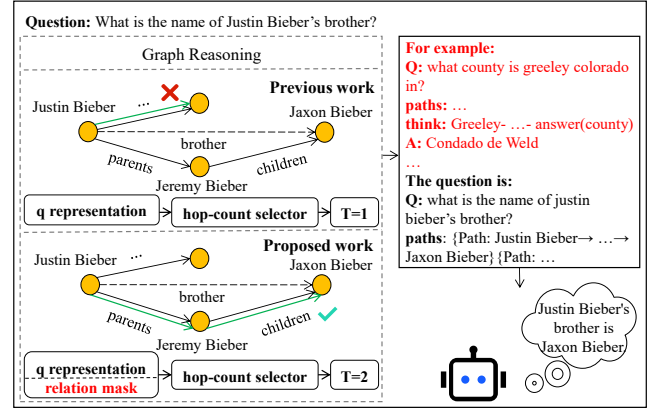 Question: What is the name of Justin Bieber's brother?
Graph Reasoning
Previous work
Justin Bieber
...
Jaxon Bieber
brother
parents
children
Jeremy Bieber
q representation
hop-count selector
T=1
Proposed work
Justin Bieber
...
Jaxon Bieber
brother
parents
children
Jeremy Bieber
q representation
relation mask
hop-count selector
T=2
For example:
Q: what county is greeley colorado
in?
paths: ...
think: Greeley- ...- answer(county)
A: Condado de Weld
...
The question is:
Q: what is the name of justin
bieber's brother?
paths: {Path: Justin Bieber→ ...→
Jaxon Bieber}{Path: ...
Justin Bieber's
brother is
Jaxon Bieber.